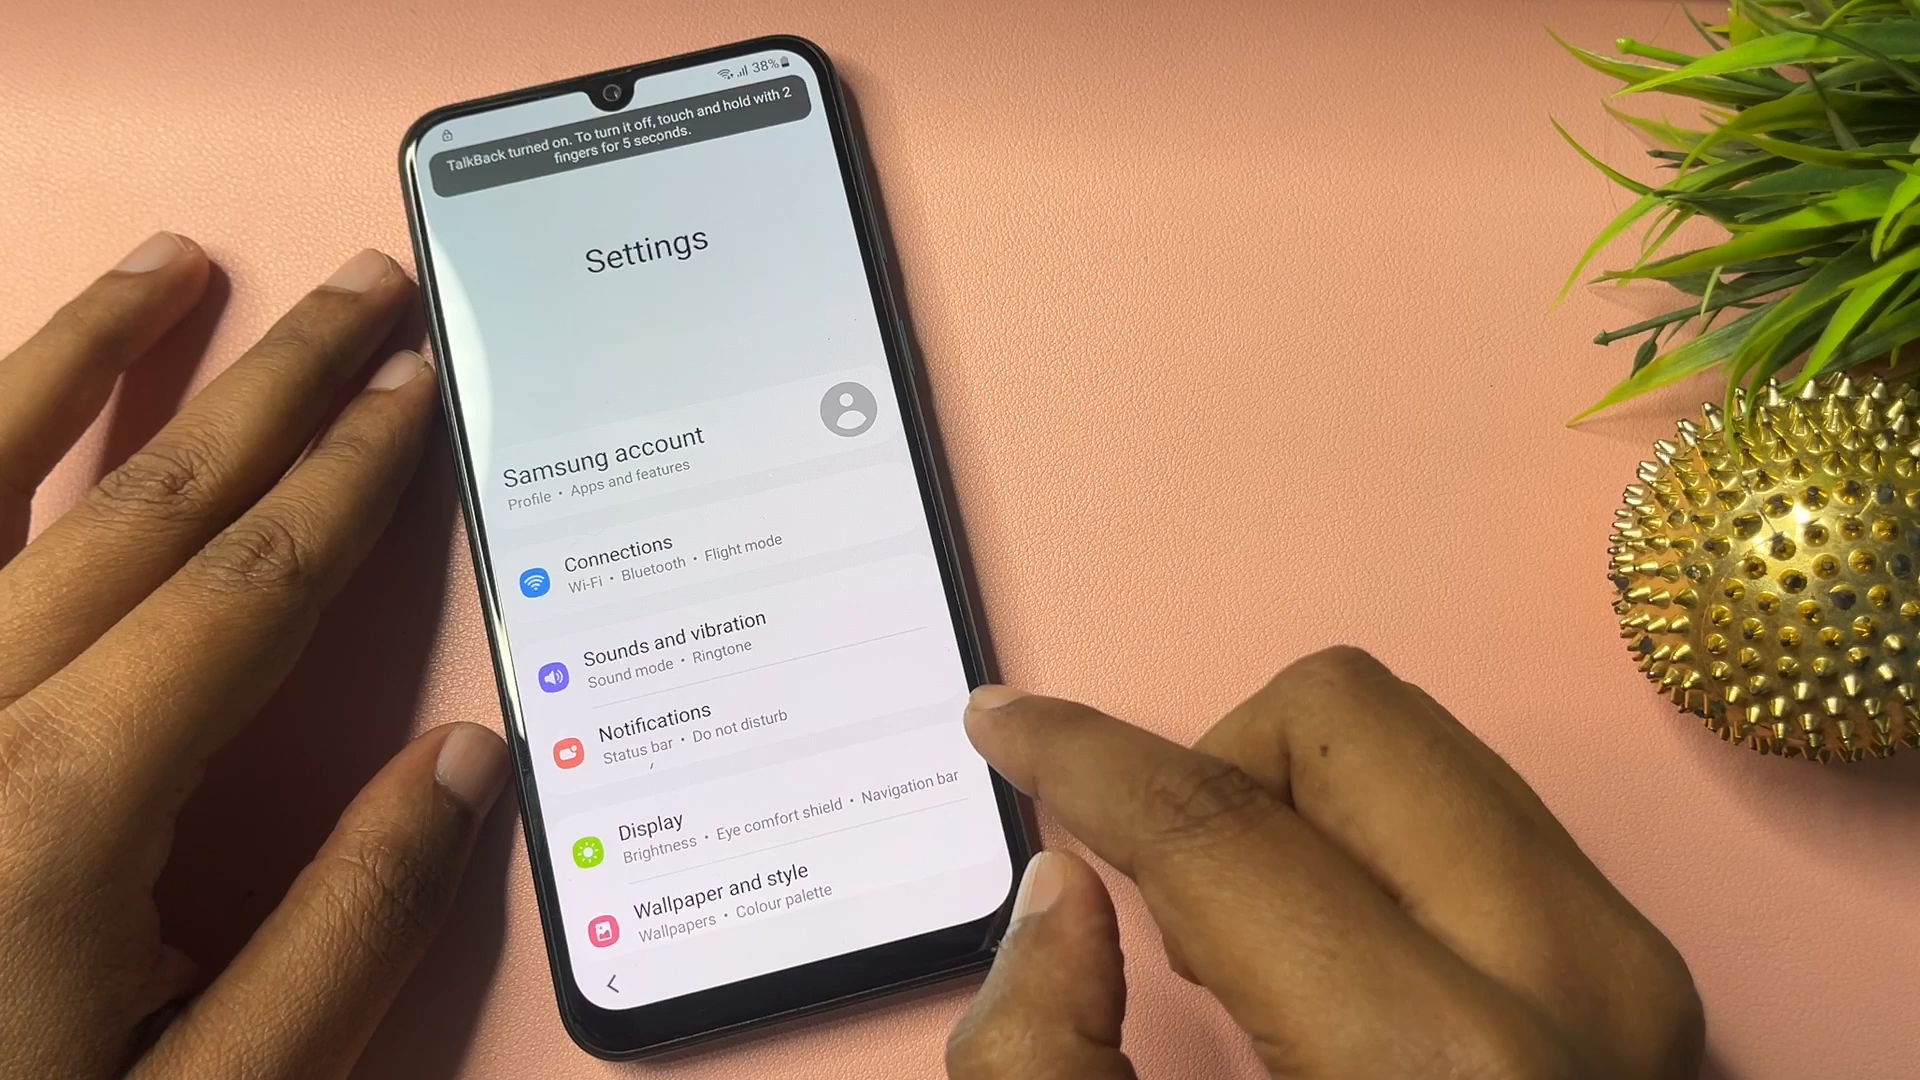 38%
TalkBack turned on. To turn it off, touch and hold with 2
fingers for 5 seconds.
Settings
Samsung account
Profile • Apps and features
Connections
Wi-Fi • Bluetooth • Flight mode
Sounds and vibration
Sound mode • Ringtone
Notifications
Status bar • Do not disturb
Display
Brightness • Eye comfort shield • Navigation bar
Wallpaper and style
Wallpapers • Colour palette